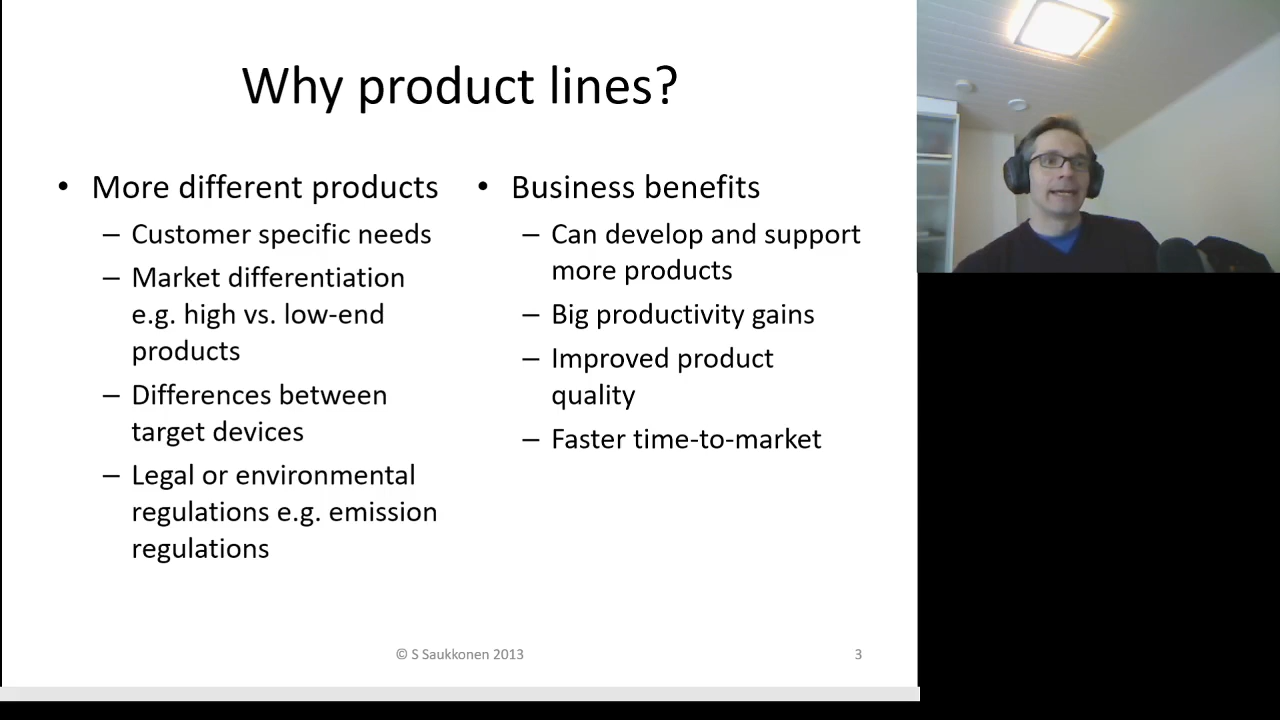 Why product lines?
• More different products
– Customer specific needs
– Market differentiation
e.g. high vs. low-end
products
– Differences between
target devices
– Legal or environmental
regulations e.g. emission
regulations
• Business benefits
– Can develop and support
more products
– Big productivity gains
– Improved product
quality
– Faster time-to-market
© S Saukkonen 2013
3